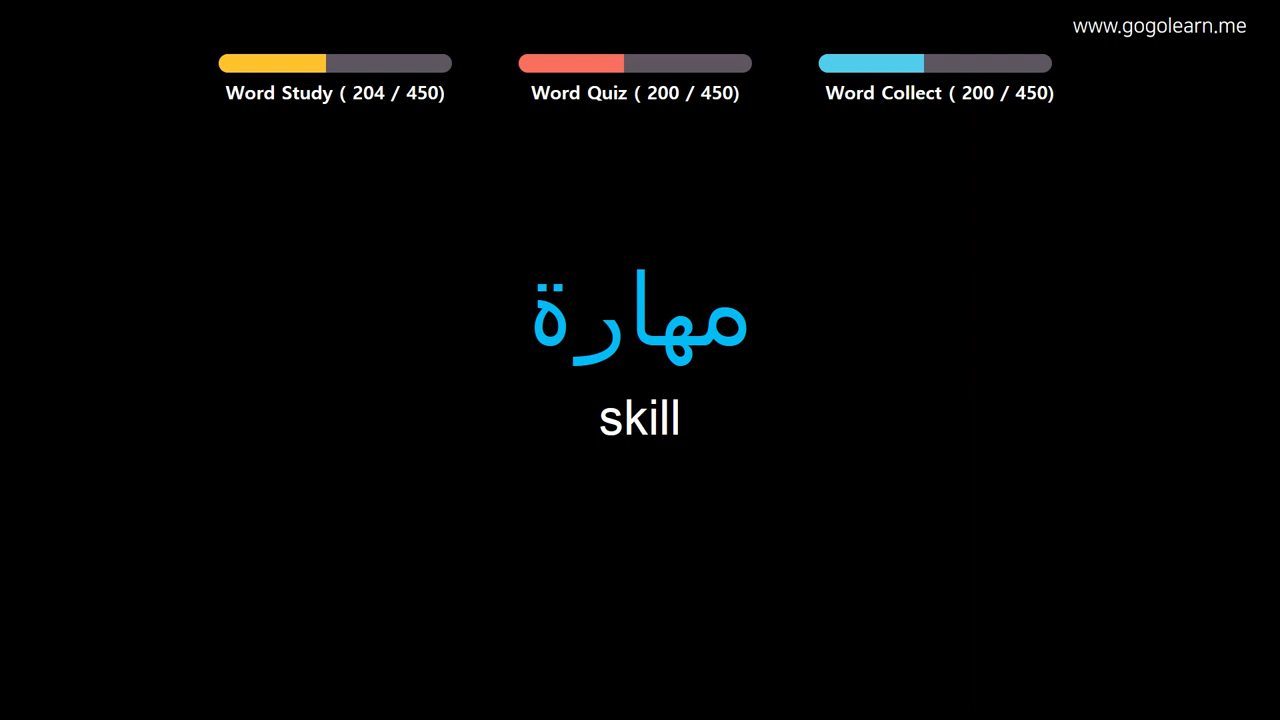 www.gogolearn.me
Word Study ( 204 / 450)
Word Quiz ( 200 / 450)
Word Collect ( 200 / 450)
مهارة
skill